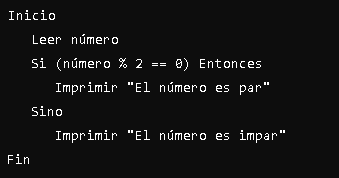 Inicio
Leer número
Si (número % 2 == 0) Entonces
Imprimir "El número es par"
Sino
Imprimir "El número es impar"
Fin